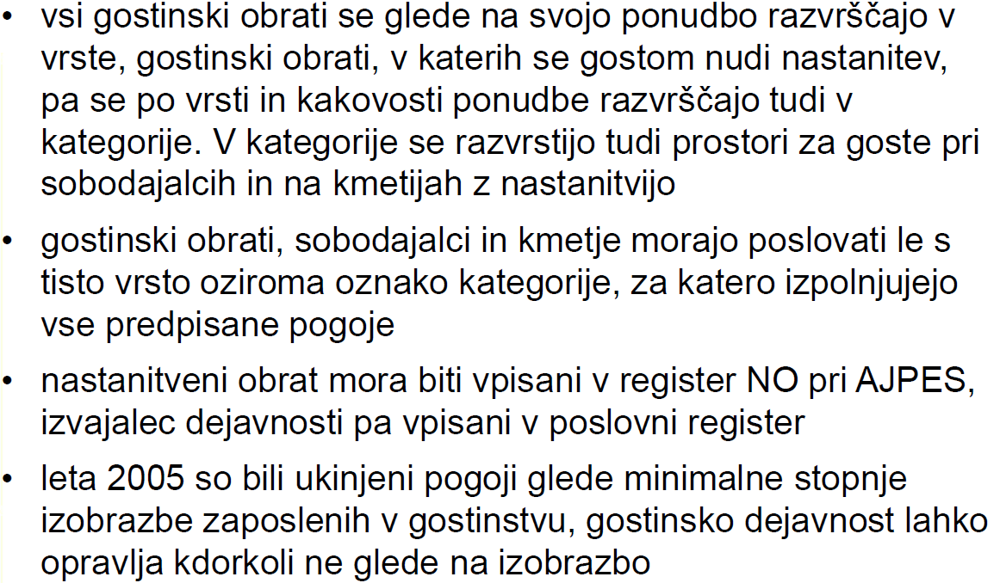 • vsi gostinski obrati se glede na svojo ponudbo razvrščajo v
vrste, gostinski obrati, v katerih se gostom nudi nastanitev,
pa se po vrsti in kakovosti ponudbe razvrščajo tudi v
kategorije. V kategorije se razvrstijo tudi prostori za goste pri
sobodajalcih in na kmetijah z nastanitvijo
• gostinski obrati, sobodajalci in kmetje morajo poslovati le s
tisto vrsto oziroma oznako kategorije, za katero izpolnjujejo
vse predpisane pogoje
• nastanitveni obrat mora biti vpisani v register NO pri AJPES,
izvajalec dejavnosti pa vpisani v poslovni register
• leta 2005 so bili ukinjeni pogoji glede minimalne stopnje
izobrazbe zaposlenih v gostinstvu, gostinsko dejavnost lahko
opravlja kdorkoli ne glede na izobrazbo